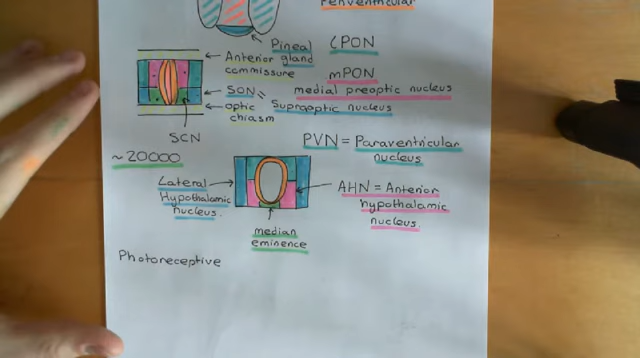 Periventricular
Pineal gland
LPON
Anterior commissure
mPON
medial preoptic nucleus
SON =
Supraoptic nucleus
optic chiasm
SCN
PVN = Paraventricular
nucleus
~20000
Lateral
Hypothalamic
nucleus.
AHN = Anterior
hypothalamic
nucleus
median
eminence
Photoreceptive